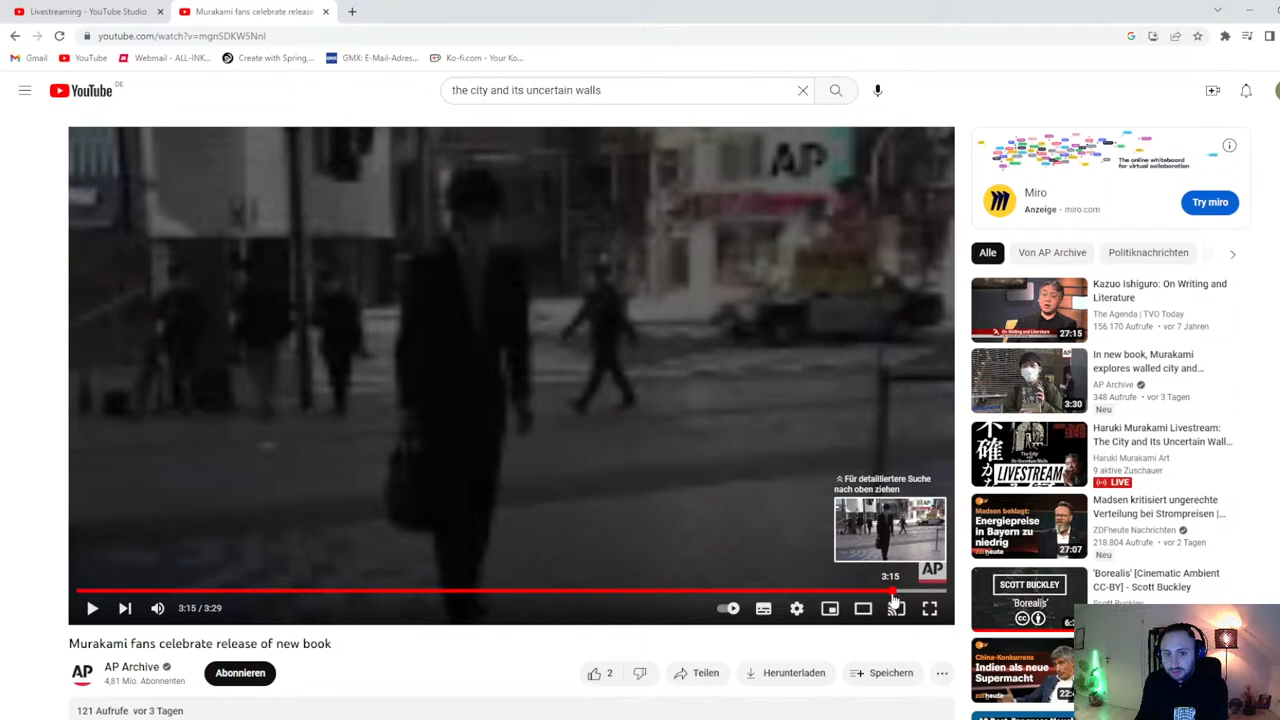 Livestreaming - YouTube Studio
Murakami fans celebrate release
youtube.com/watch?v=mgnSDKW5NnI
Gmail
YouTube
Webmail - ALL-INK...
Create with Spring,...
GMX: E-Mail-Adres...
Ko-fi.com - Your Ko...
YouTube DE
the city and its uncertain walls
AP
Für detailliertere Suche
nach oben ziehen
3:15
AP
3:15 / 3:29
Murakami fans celebrate release of new book
AP
AP Archive
4,81 Mio. Abonnenten
Abonnieren
2
Teilen
Herunterladen
Speichern
121 Aufrufe vor 3 Tagen
The online whiteboard
for virtual collaboration
Miro
Anzeige · miro.com
Try miro
Alle
Von AP Archive
Politiknachrichten
Kazuo Ishiguro: On Writing and
Literature
The Agenda | TVO Today
156.170 Aufrufe · vor 7 Jahren
27:15
In new book, Murakami
explores walled city and...
AP Archive
348 Aufrufe · vor 3 Tagen
Neu
3:30
Haruki Murakami Livestream:
The City and Its Uncertain Wall...
Haruki Murakami Art
9 aktive Zuschauer
LIVE
不確か
LIVESTREAM
Madsen kritisiert ungerechte
Verteilung bei Strompreisen |...
ZDFheute Nachrichten
218.804 Aufrufe · vor 2 Tagen
Neu
Madsen beklagt:
Energiepreise
in Bayern zu
niedrig
heute
27:07
'Borealis' [Cinematic Ambient
CC-BY] - Scott Buckley
SCOTT BUCKLEY
'Borealis'
China-Konkurrenz
Indien als neue
Supermacht